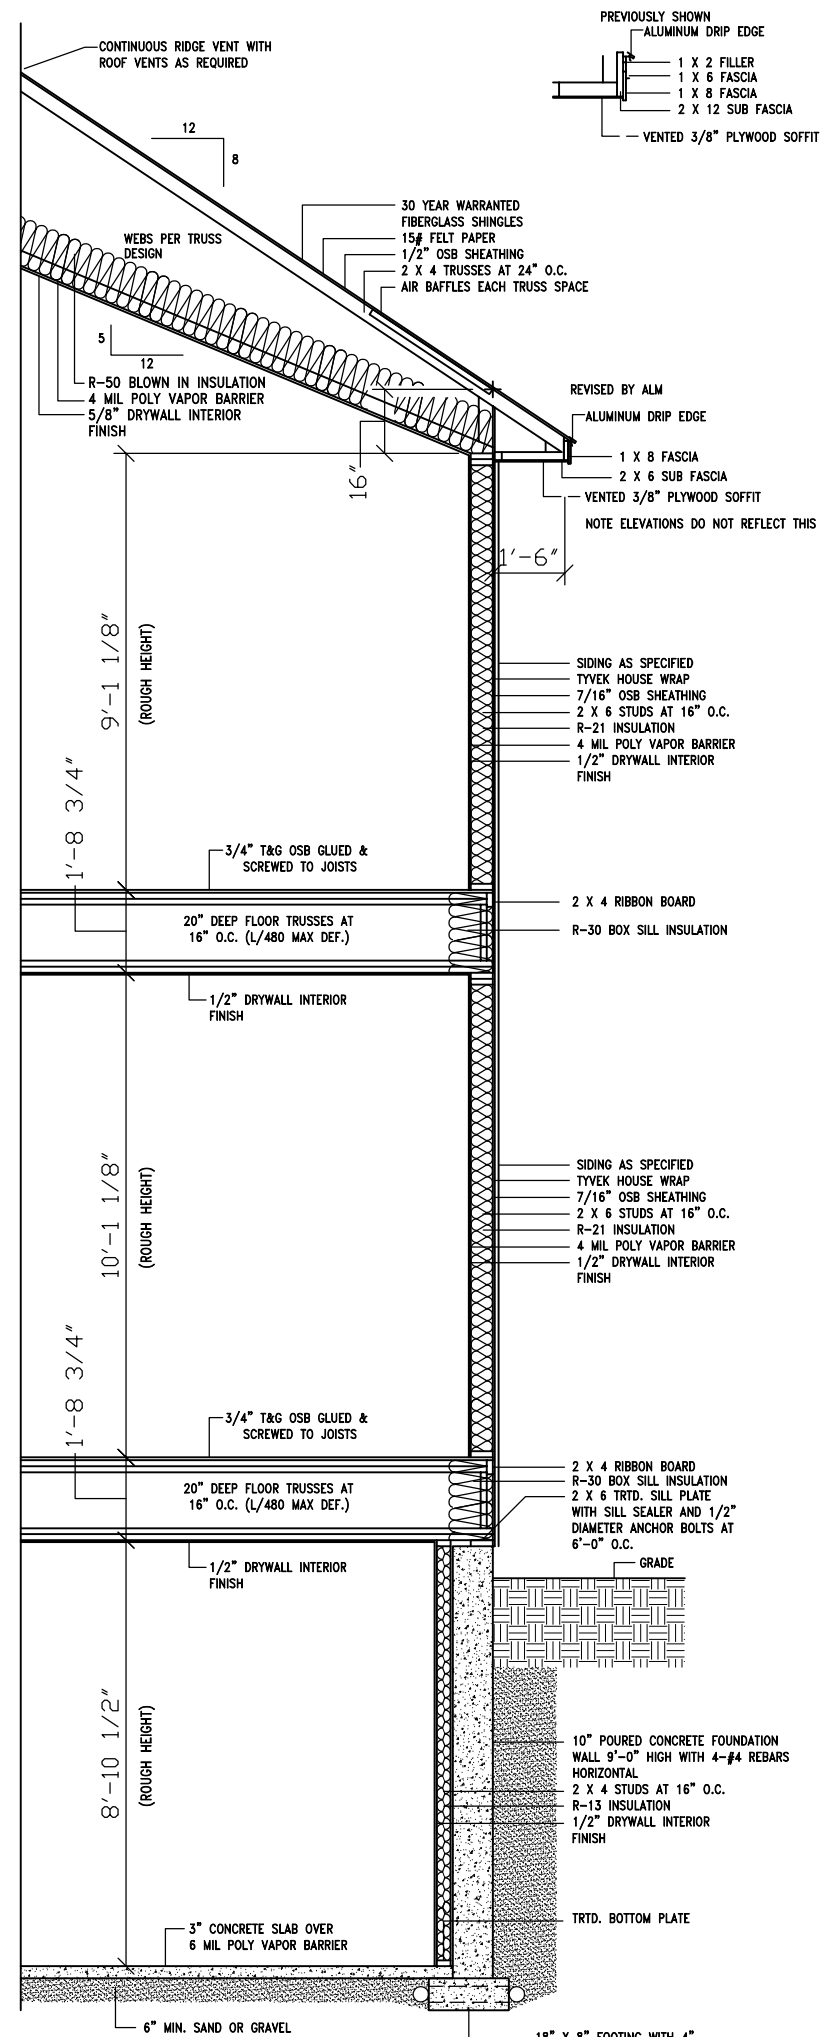 PREVIOUSLY SHOWN
ALUMINUM DRIP EDGE
1 X 2 FILLER
1 X 6 FASCIA
1 X 8 FASCIA
2 X 12 SUB FASCIA
VENTED 3/8" PLYWOOD SOFFIT
CONTINUOUS RIDGE VENT WITH
ROOF VENTS AS REQUIRED
12
8
30 YEAR WARRANTED
FIBERGLASS SHINGLES
15# FELT PAPER
1/2" OSB SHEATHING
2 X 4 TRUSSES AT 24" O.C.
AIR BAFFLES EACH TRUSS SPACE
WEBS PER TRUSS
DESIGN
5
12
R-50 BLOWN IN INSULATION
4 MIL POLY VAPOR BARRIER
5/8" DRYWALL INTERIOR
FINISH
16"
REVISED BY ALM
ALUMINUM DRIP EDGE
1 X 8 FASCIA
2 X 6 SUB FASCIA
VENTED 3/8" PLYWOOD SOFFIT
NOTE ELEVATIONS DO NOT REFLECT THIS
1'-6"
9'-1 1/8"
(ROUGH HEIGHT)
SIDING AS SPECIFIED
TYVEK HOUSE WRAP
7/16" OSB SHEATHING
2 X 6 STUDS AT 16" O.C.
R-21 INSULATION
4 MIL POLY VAPOR BARRIER
1/2" DRYWALL INTERIOR
FINISH
1'-8 3/4"
3/4" T&G OSB GLUED &
SCREWED TO JOISTS
20" DEEP FLOOR TRUSSES AT
16" O.C. (L/480 MAX DEF.)
2 X 4 RIBBON BOARD
R-30 BOX SILL INSULATION
1/2" DRYWALL INTERIOR
FINISH
10'-1 1/8"
(ROUGH HEIGHT)
SIDING AS SPECIFIED
TYVEK HOUSE WRAP
7/16" OSB SHEATHING
2 X 6 STUDS AT 16" O.C.
R-21 INSULATION
4 MIL POLY VAPOR BARRIER
1/2" DRYWALL INTERIOR
FINISH
1'-8 3/4"
3/4" T&G OSB GLUED &
SCREWED TO JOISTS
20" DEEP FLOOR TRUSSES AT
16" O.C. (L/480 MAX DEF.)
2 X 4 RIBBON BOARD
R-30 BOX SILL INSULATION
2 X 6 TRTD. SILL PLATE
WITH SILL SEALER AND 1/2"
DIAMETER ANCHOR BOLTS AT
6'-0" O.C.
GRADE
1/2" DRYWALL INTERIOR
FINISH
8'-10 1/2"
(ROUGH HEIGHT)
10" POURED CONCRETE FOUNDATION
WALL 9'-0" HIGH WITH 4-#4 REBARS
HORIZONTAL
2 X 4 STUDS AT 16" O.C.
R-13 INSULATION
1/2" DRYWALL INTERIOR
FINISH
TRTD. BOTTOM PLATE
3" CONCRETE SLAB OVER
6 MIL POLY VAPOR BARRIER
6" MIN. SAND OR GRAVEL
18" X 8" FOOTING WITH 4"